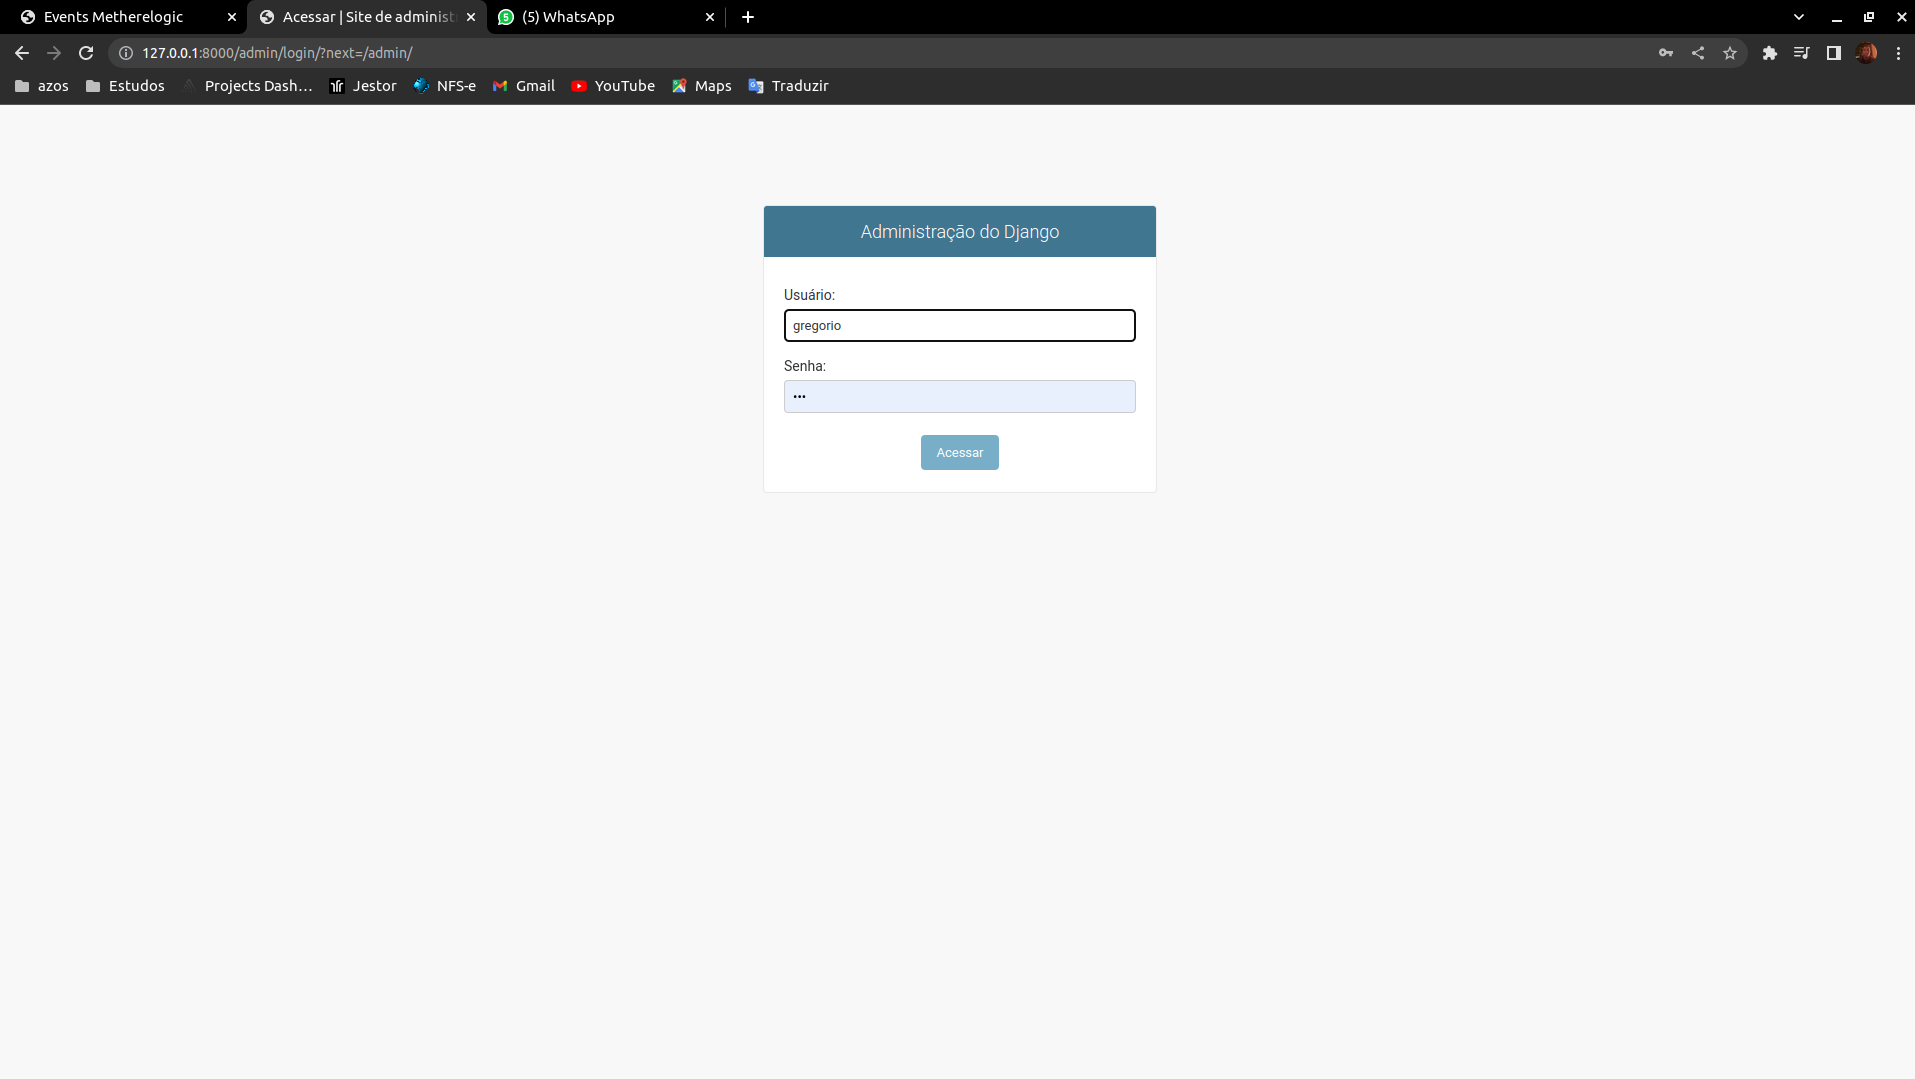 Events Metherelogic
Acessar | Site de administr
5
(5) WhatsApp
127.0.0.1:8000/admin/login/?next=/admin/
azos
Estudos
Projects Dash...
Jestor
NFS-e
Gmail
YouTube
Maps
Traduzir
Administração do Django
Usuário:
gregorio
Senha:
•••
Acessar